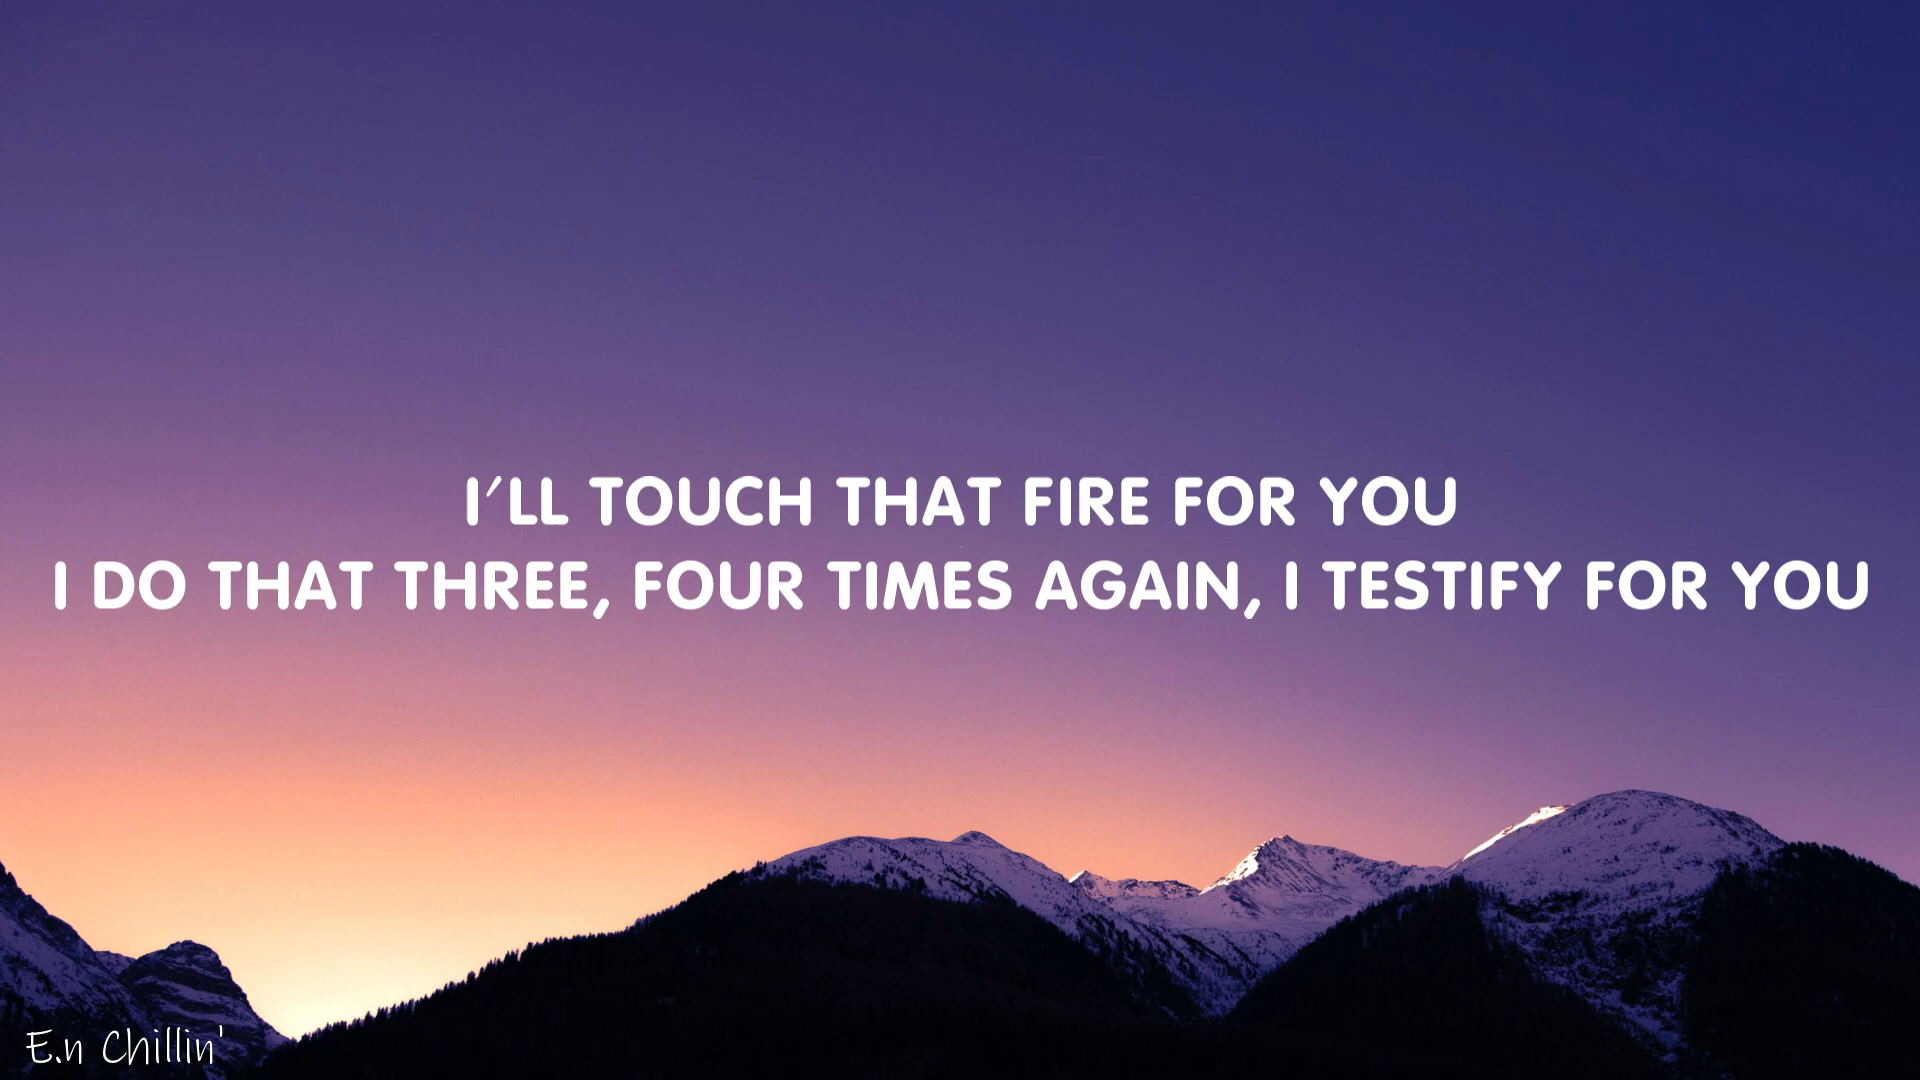 I'LL TOUCH THAT FIRE FOR YOU
I DO THAT THREE, FOUR TIMES AGAIN, I TESTIFY FOR YOU
E.n Chillin'